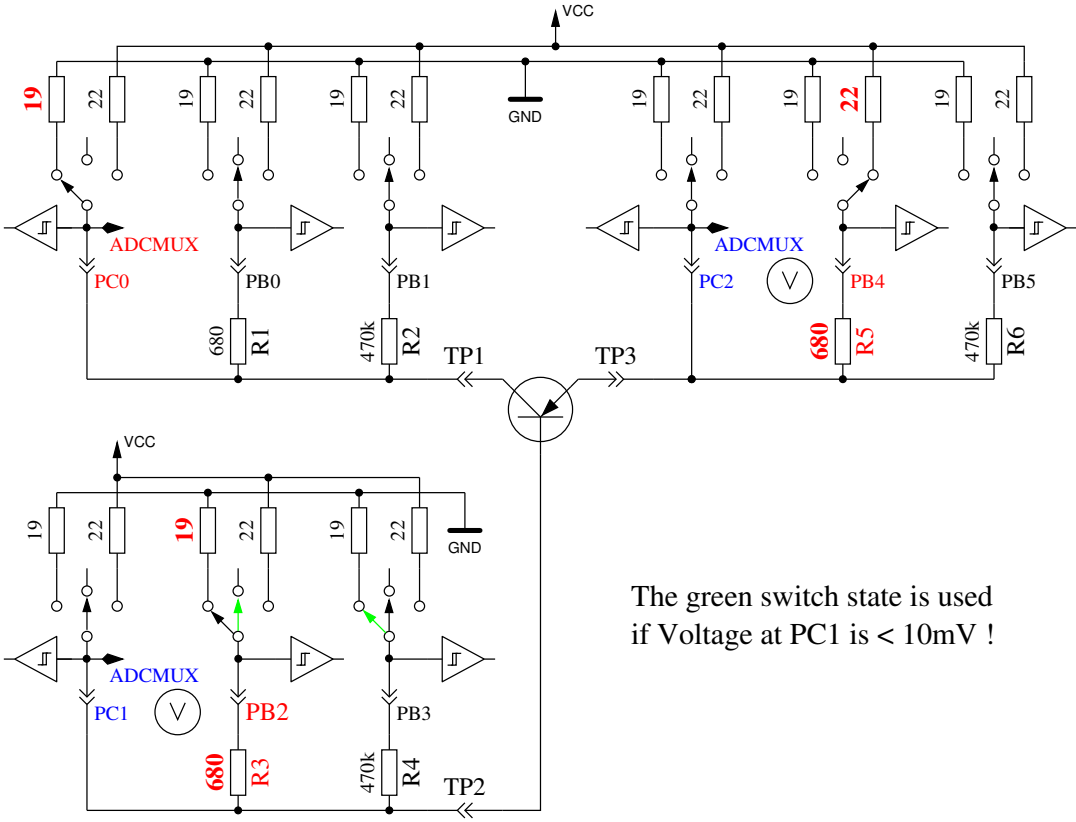 VCC
19
22
19
22
19
22
GND
19
22
19
22
19
22
ADCMUX
PC0
PB0
PB1
ADCMUX
PC2
V
PB4
PB5
680
R1
470k
R2
TP1
TP3
680
R5
470k
R6
VCC
19
22
19
22
19
22
GND
The green switch state is used
if Voltage at PC1 is < 10mV !
ADCMUX
PC1
V
PB2
PB3
680
R3
470k
R4
TP2